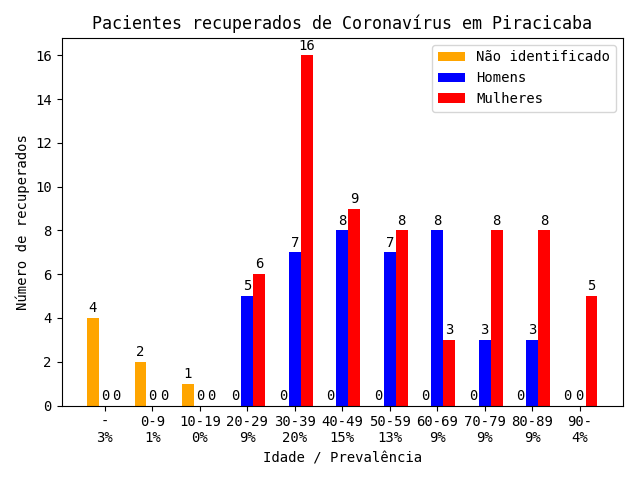 Pacientes recuperados de Coronavírus em Piracicaba
Número de recuperados
16
14
12
10
8
6
4
2
0
Não identificado
Homens
Mulheres
4 0 0
2 0 0
1 0 0
0 5 6
0 7 16
0 8 9
0 7 8
0 8 3
0 3 8
0 3 8
0 0 5
- 0-9 10-19 20-29 30-39 40-49 50-59 60-69 70-79 80-89 90-
3% 1% 0% 9% 20% 15% 13% 9% 9% 9% 4%
Idade / Prevalência